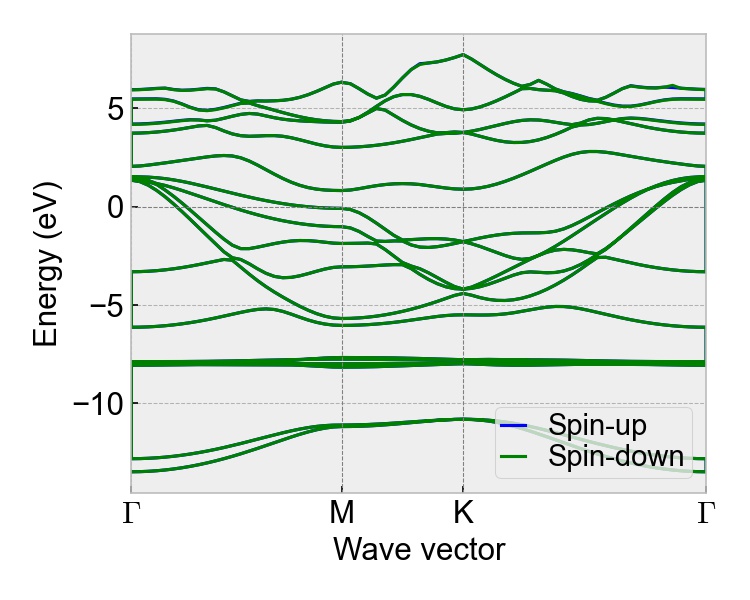 Energy (eV)
5
0
−5
−10
Spin-up
Spin-down
Γ M K Γ
Wave vector